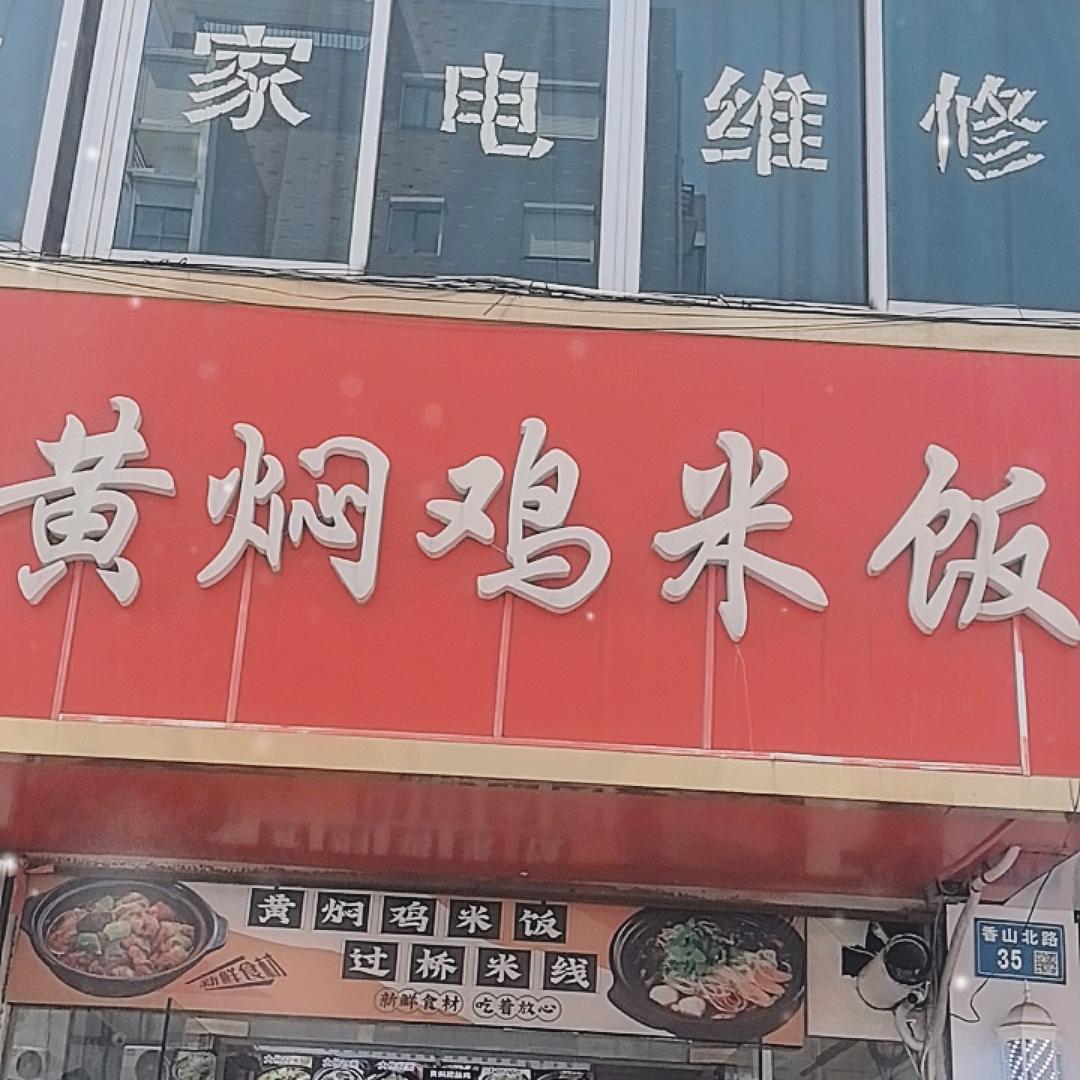 家电维修
黄焖鸡米饭
黄焖鸡米饭
过桥米线
新鲜食材
新鲜食材 吃着放心
香山北路
35